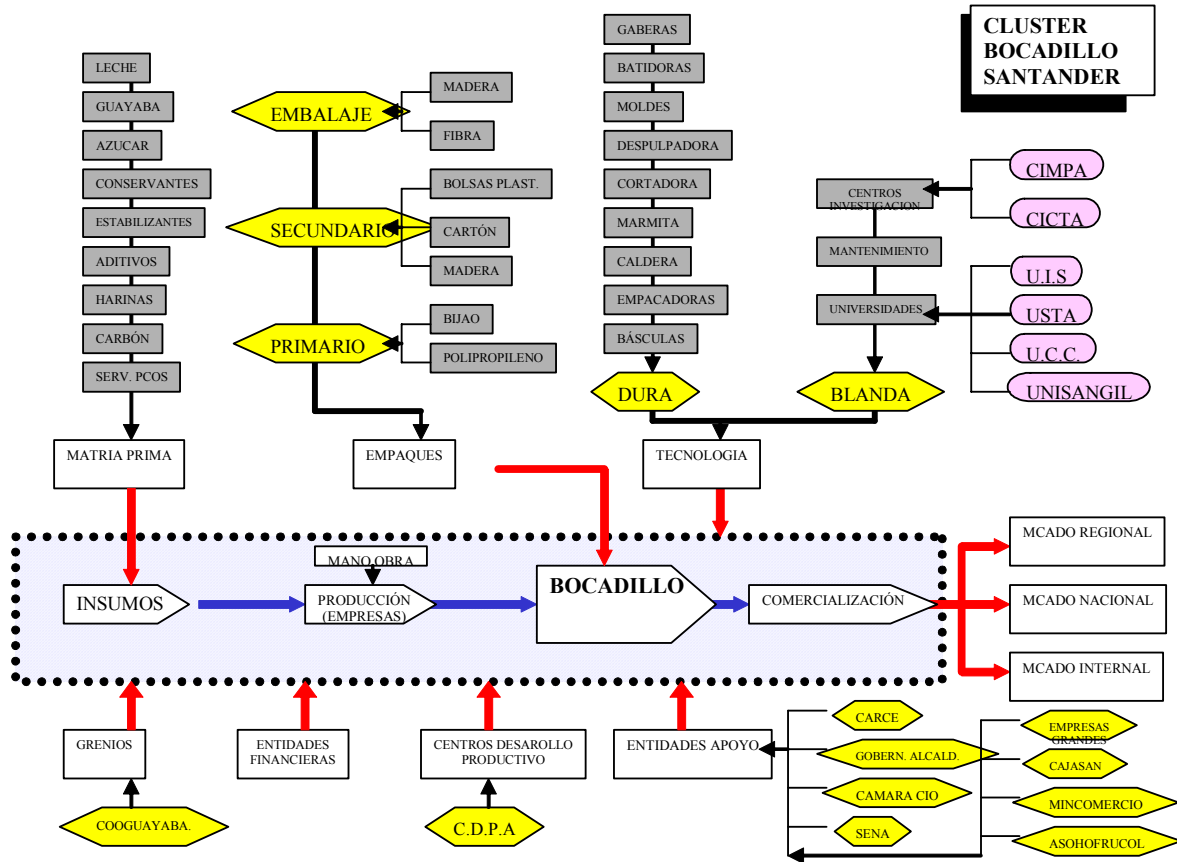 CLUSTER
BOCADILLO
SANTANDER
LECHE
GUAYABA
AZUCAR
CONSERVANTES
ESTABILIZANTES
ADITIVOS
HARINAS
CARBÓN
SERV. PCOS
MATRIA PRIMA
EMBALAJE
MADERA
FIBRA
SECUNDARIO
BOLSAS PLAST.
CARTÓN
MADERA
PRIMARIO
BIJAO
POLIPROPILENO
EMPAQUES
GABERAS
BATIDORAS
MOLDES
DESPULPADORA
CORTADORA
MARMITA
CALDERA
EMPACADORAS
BÁSCULAS
DURA
CENTROS
INVESTIGACION
MANTENIMIENTO
UNIVERSIDADES
BLANDA
CIMPA
CICTA
U.I.S
USTA
U.C.C.
UNISANGIL
TECNOLOGIA
INSUMOS
MANO OBRA
PRODUCCIÓN
(EMPRESAS)
BOCADILLO
COMERCIALIZACIÓN
MCADO REGIONAL
MCADO NACIONAL
MCADO INTERNAL
GRENIOS
COOGUAYABA.
ENTIDADES
FINANCIERAS
CENTROS DESAROLLO
PRODUCTIVO
C.D.P.A
ENTIDADES APOYO
CARCE
GOBERN. ALCALD.
CAMARA CIO
SENA
EMPRESAS
GRANDES
CAJASAN
MINCOMERCIO
ASOHOFRUCOL